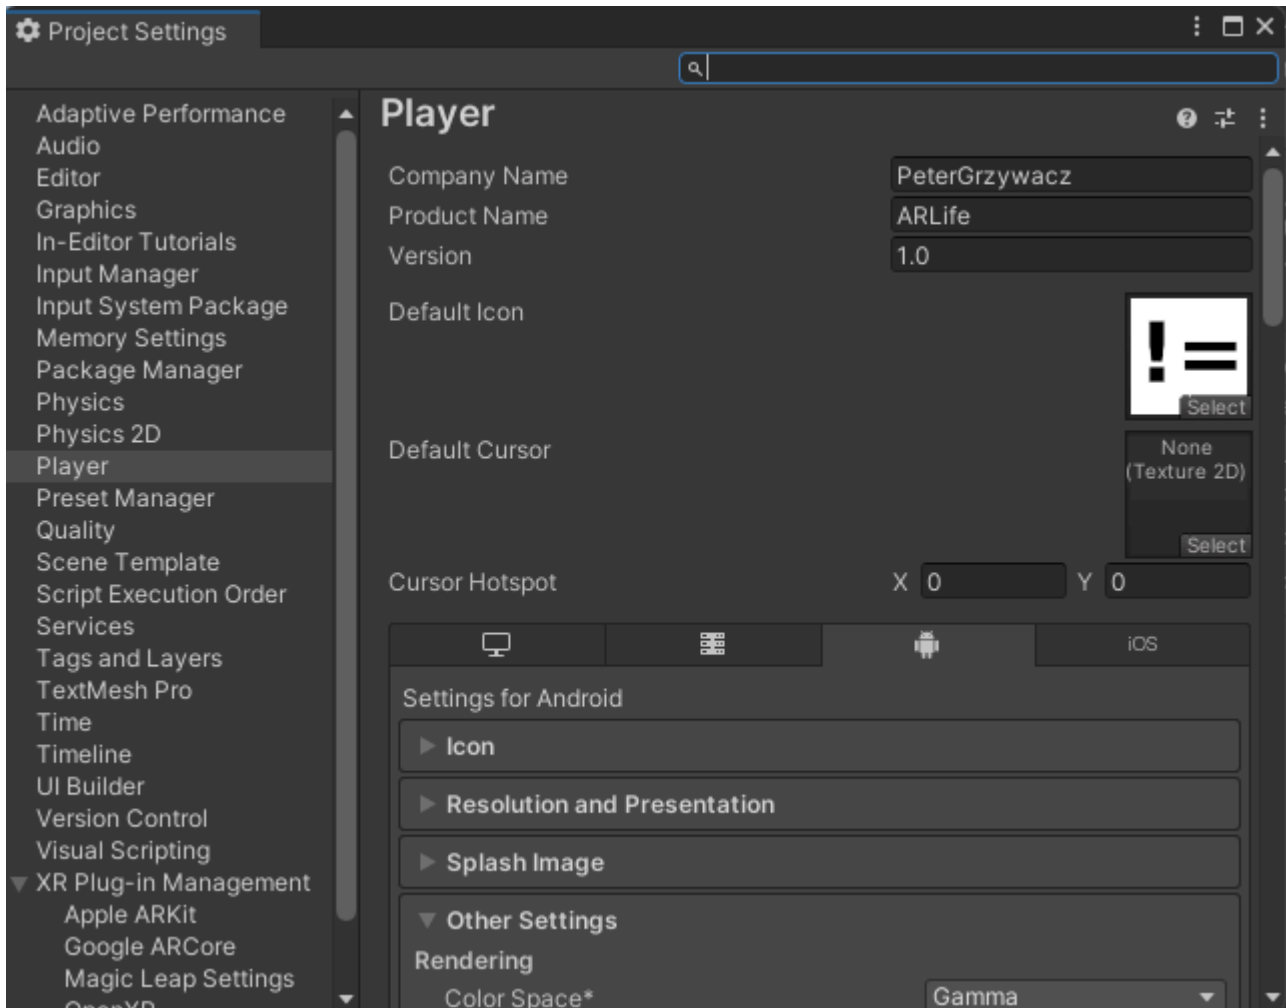 Project Settings
Adaptive Performance
Audio
Editor
Graphics
In-Editor Tutorials
Input Manager
Input System Package
Memory Settings
Package Manager
Physics
Physics 2D
Player
Preset Manager
Quality
Scene Template
Script Execution Order
Services
Tags and Layers
TextMesh Pro
Time
Timeline
UI Builder
Version Control
Visual Scripting
XR Plug-in Management
Apple ARKit
Google ARCore
Magic Leap Settings
OpenXR
Player
Company Name PeterGrzywacz
Product Name ARLife
Version 1.0
Default Icon
!=
Select
Default Cursor
None
(Texture 2D)
Select
Cursor Hotspot X 0 Y 0
iOS
Settings for Android
Icon
Resolution and Presentation
Splash Image
Other Settings
Rendering
Color Space* Gamma